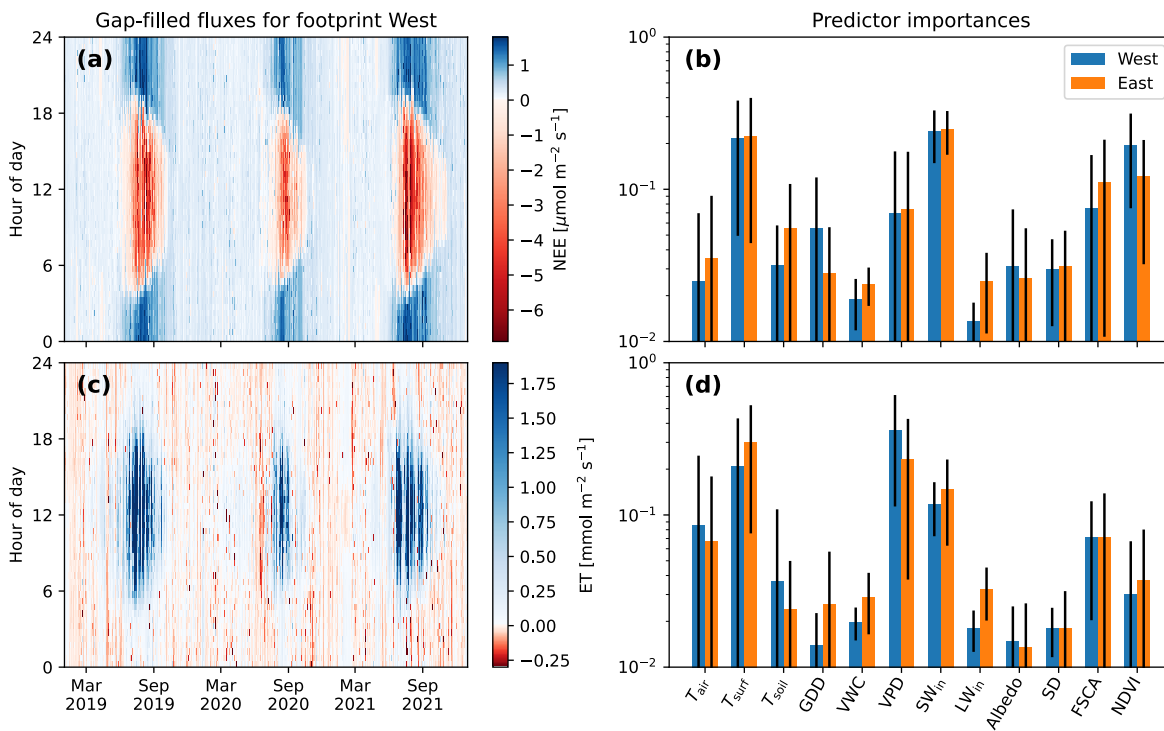 Gap-filled fluxes for footprint West
Predictor importances
(a)
24
18
12
6
0
Hour of day
1
0
−1
−2
−3
−4
−5
−6
NEE [μmol m⁻² s⁻¹]
(b)
10⁰
10⁻¹
10⁻²
West
East
(c)
24
18
12
6
0
Hour of day
Mar
2019
Sep
2019
Mar
2020
Sep
2020
Mar
2021
Sep
2021
1.75
1.50
1.25
1.00
0.75
0.50
0.25
0.00
−0.25
ET [mmol m⁻² s⁻¹]
(d)
10⁰
10⁻¹
10⁻²
T_air
T_surf
T_soil
GDD
VWC
VPD
SW_in
LW_in
Albedo
SD
FSCA
NDVI